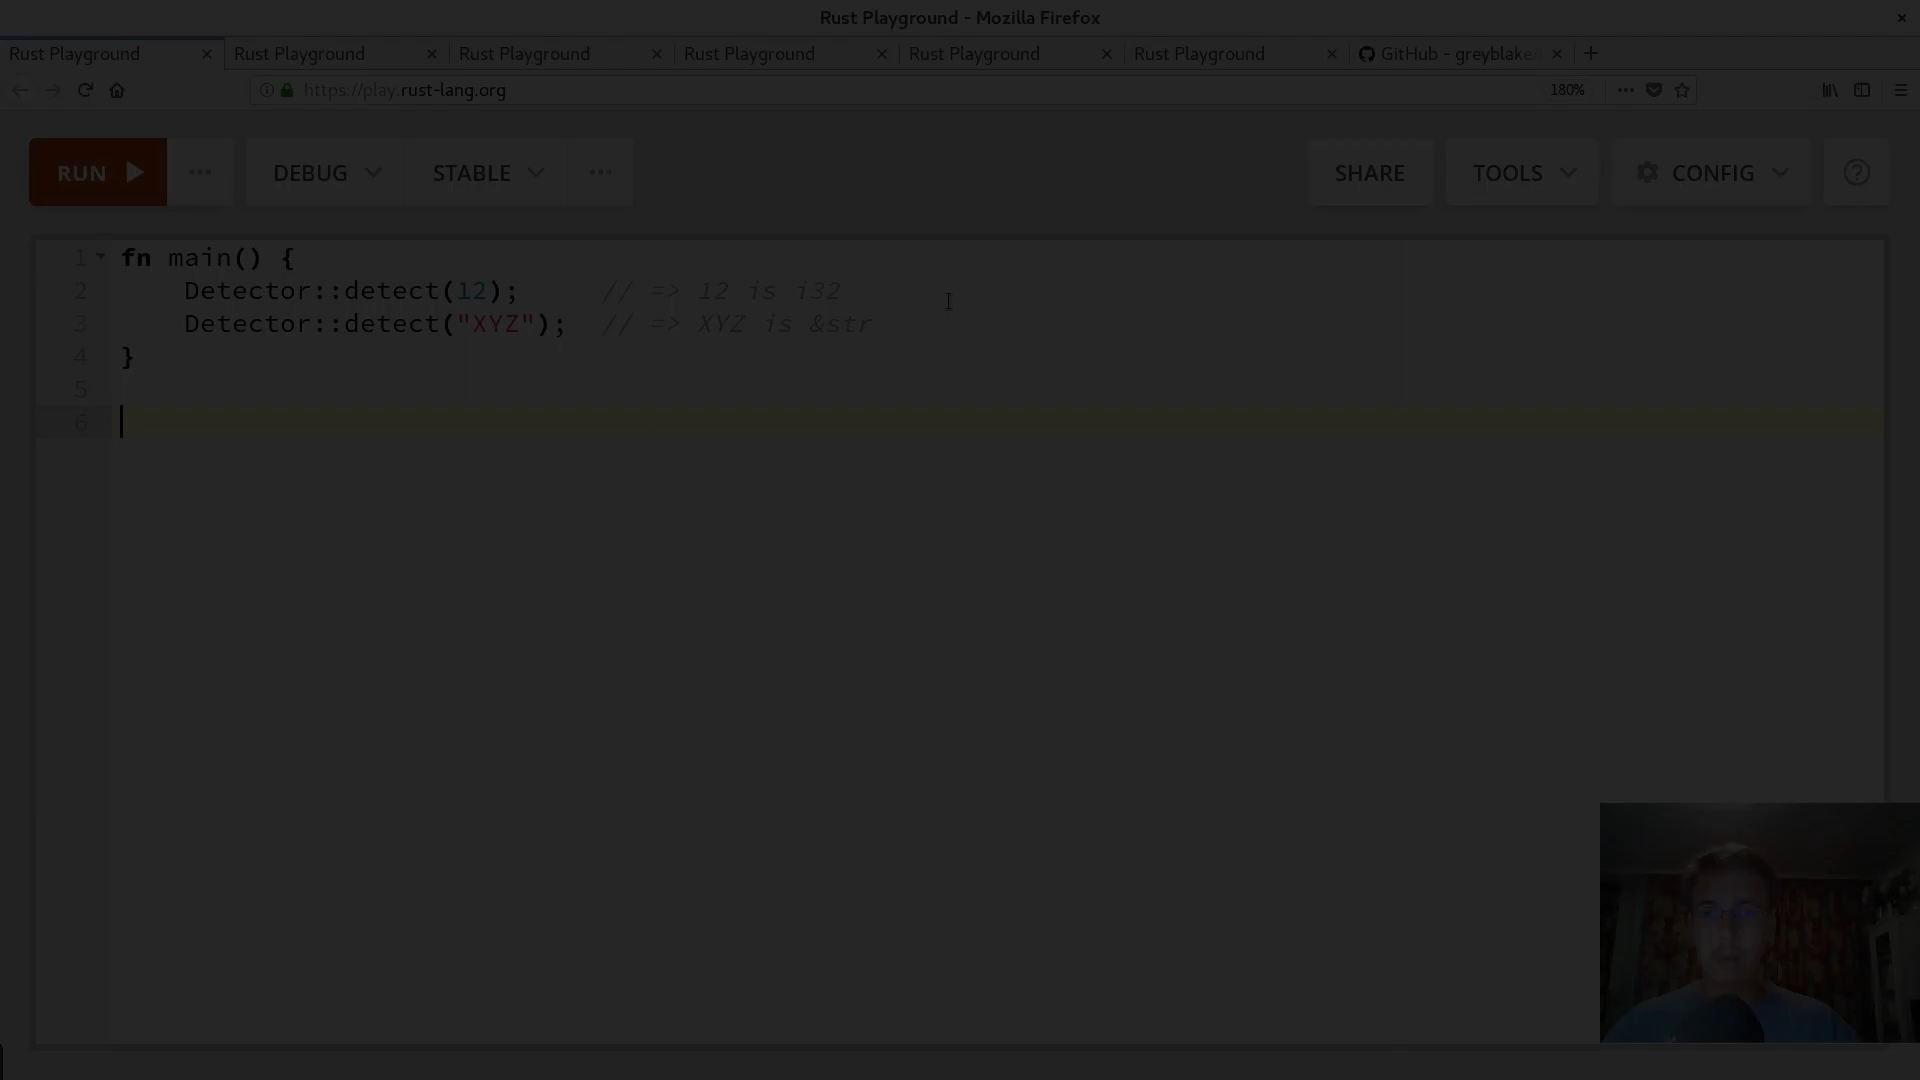 Rust Playground - Mozilla Firefox
Rust Playground Rust Playground Rust Playground Rust Playground Rust Playground Rust Playground GitHub - greyblake/
https://play.rust-lang.org 180%
RUN DEBUG STABLE SHARE TOOLS CONFIG
1 fn main() {
2 Detector::detect(12); // => 12 is i32
3 Detector::detect("XYZ"); // => XYZ is &str
4 }
5
6